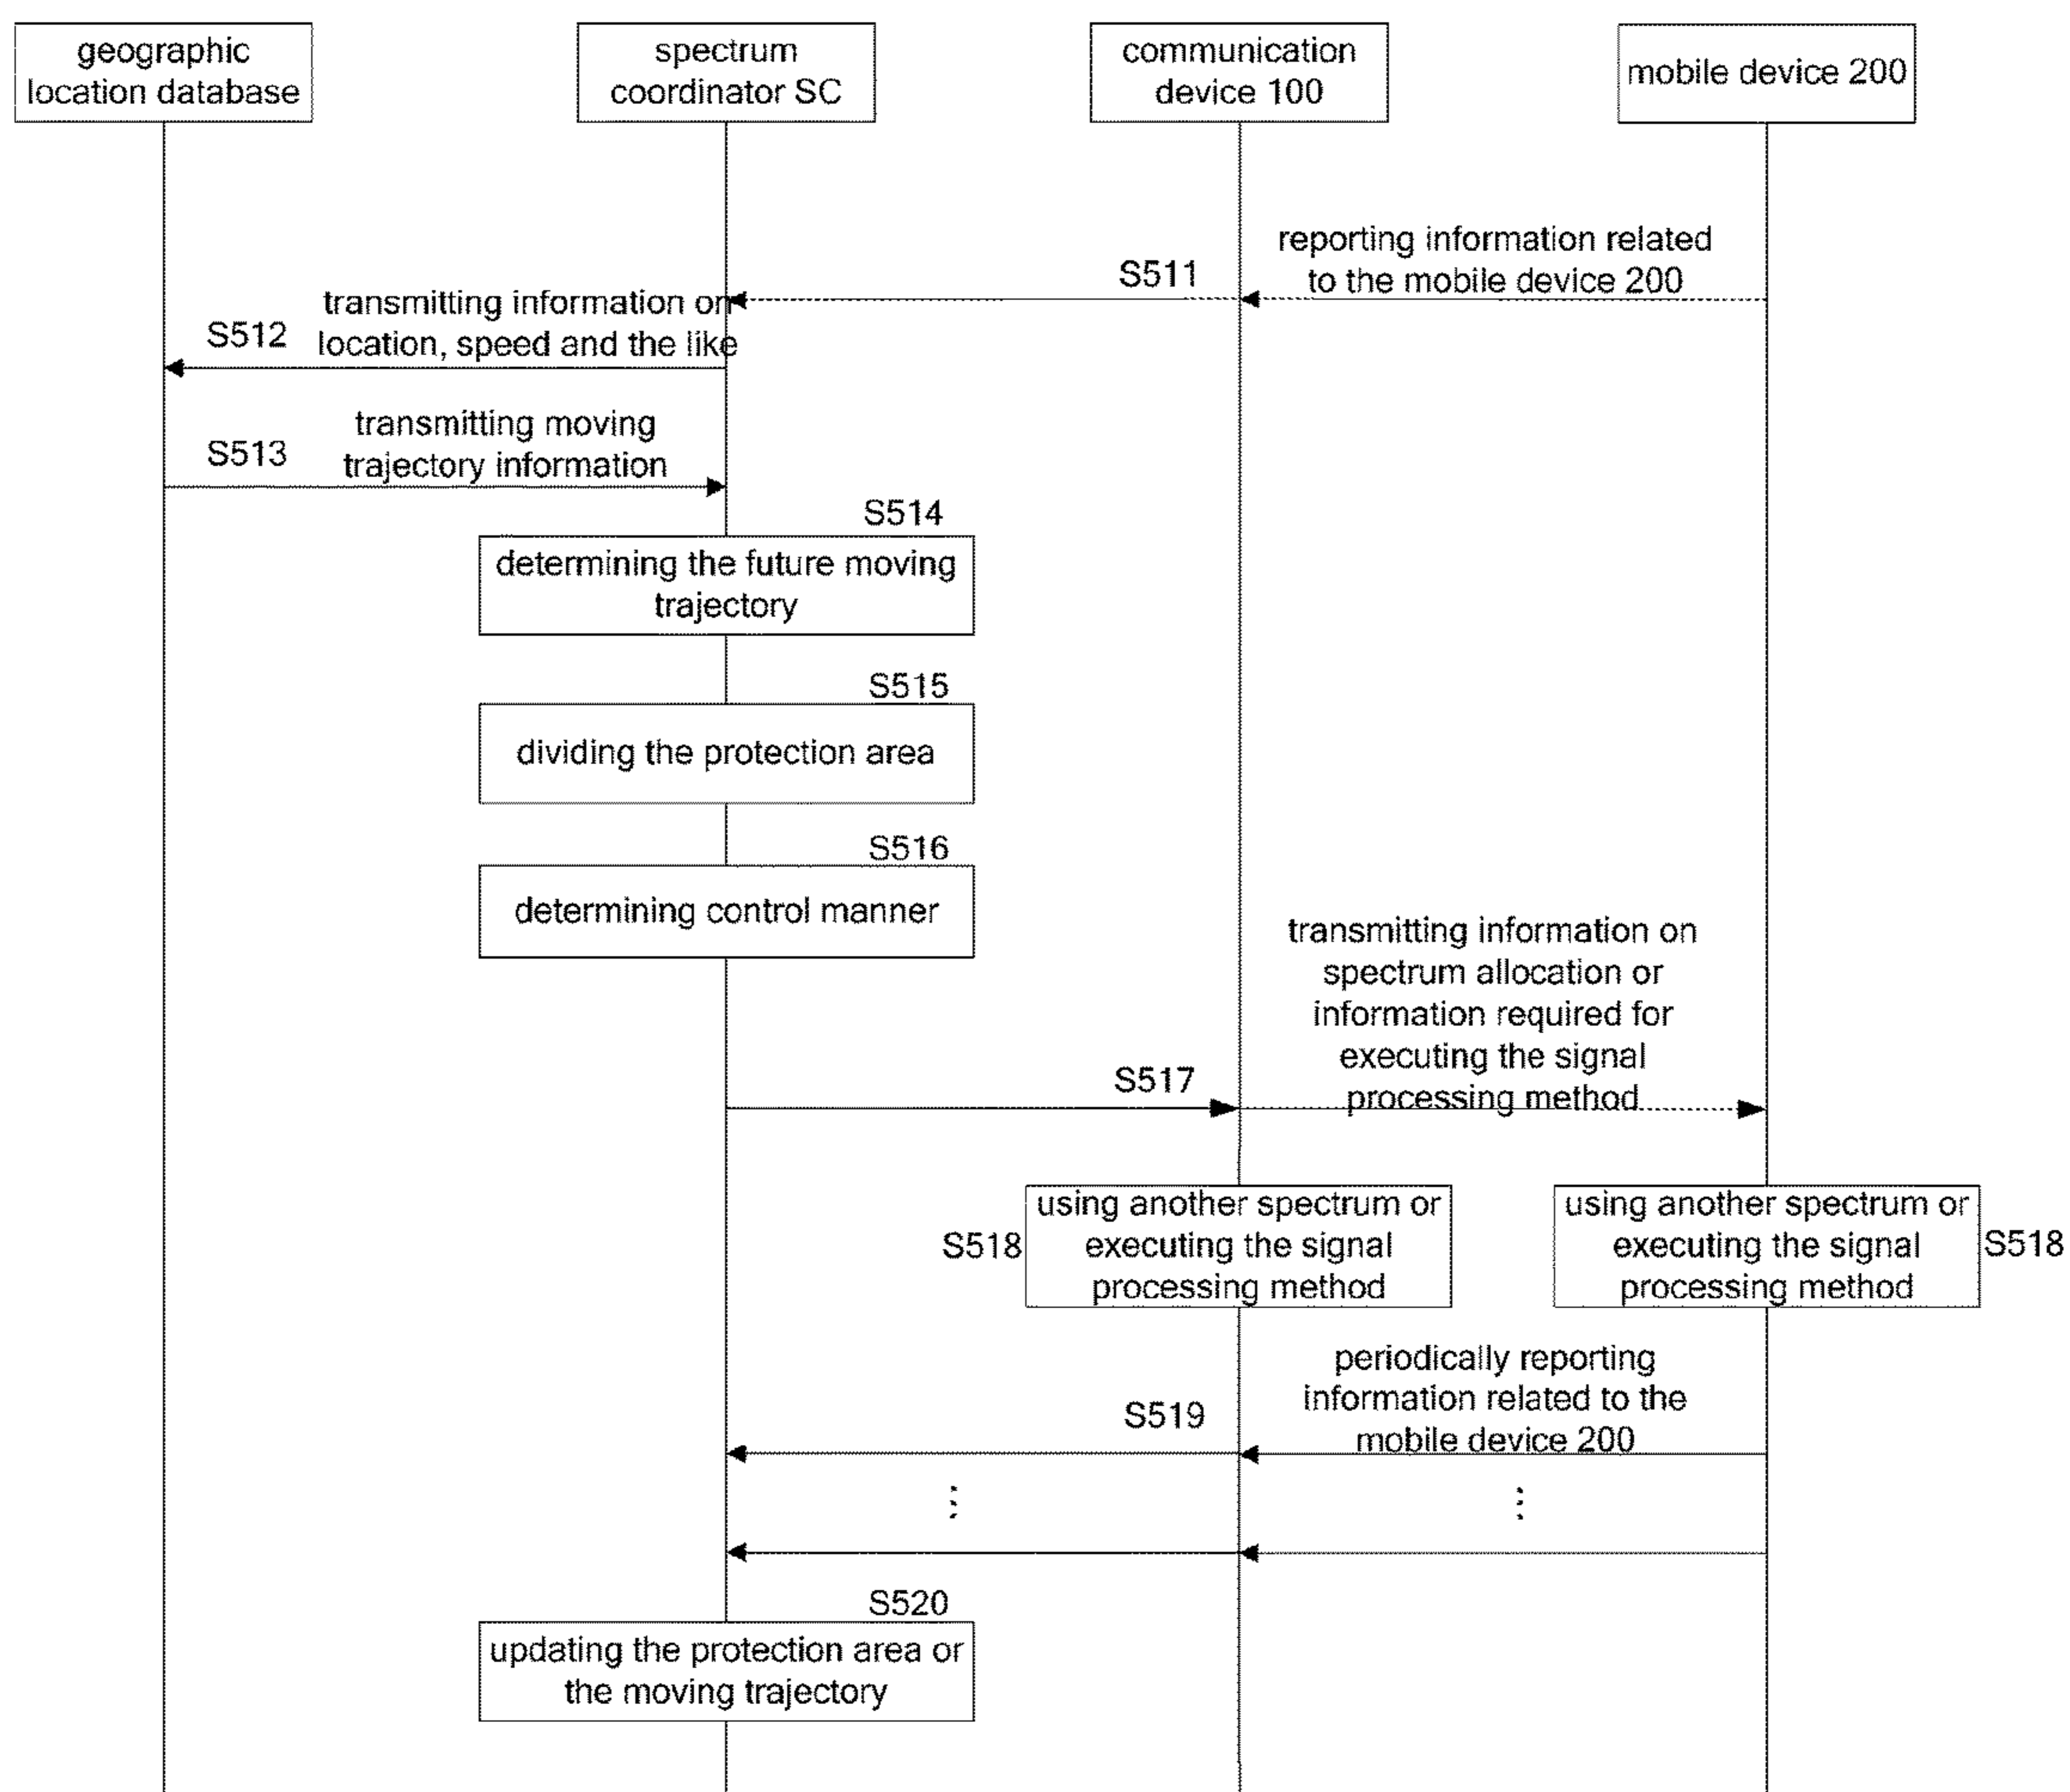 geographic
location database
spectrum
coordinator SC
communication
device 100
mobile device 200
reporting information related
to the mobile device 200
S511
transmitting information on
location, speed and the like
S512
transmitting moving
trajectory information
S513
S514
determining the future moving
trajectory
S515
dividing the protection area
S516
determining control manner
transmitting information on
spectrum allocation or
information required for
executing the signal
processing method
S517
S518
using another spectrum or
executing the signal
processing method
using another spectrum or
executing the signal
processing method
S518
periodically reporting
information related to the
mobile device 200
S519
S520
updating the protection area or
the moving trajectory